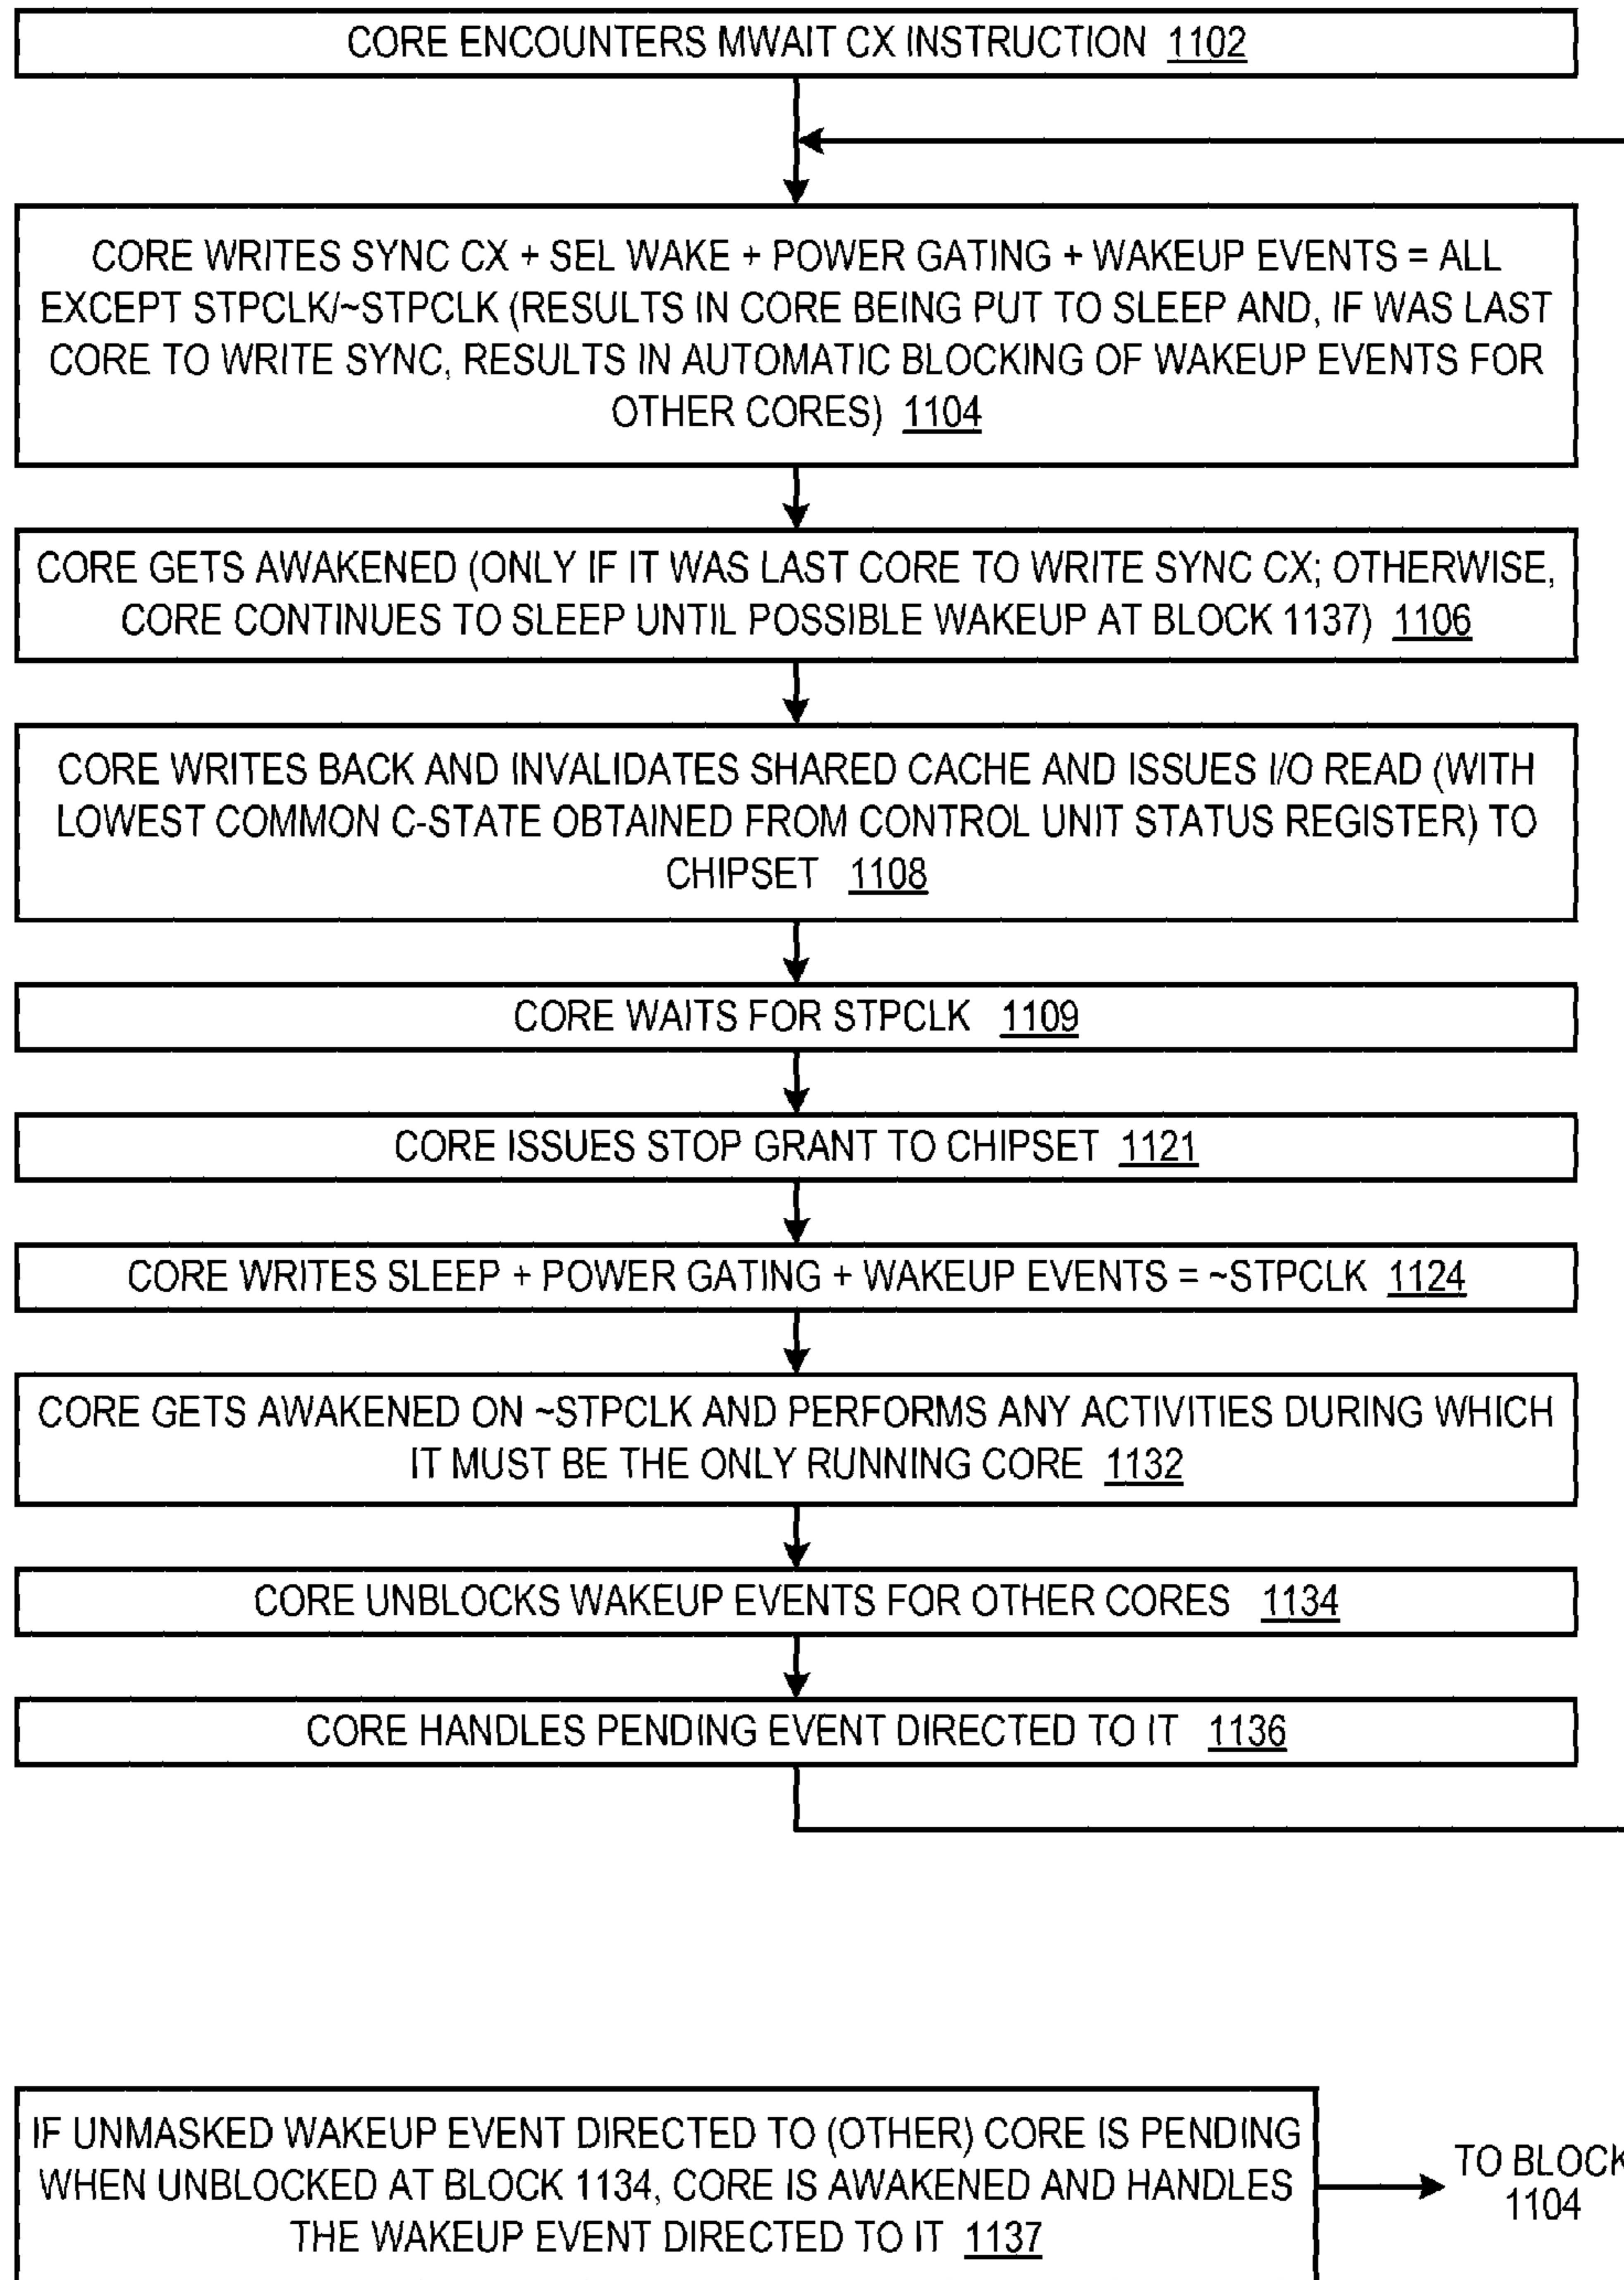 CORE ENCOUNTERS MWAIT CX INSTRUCTION 1102
CORE WRITES SYNC CX + SEL WAKE + POWER GATING + WAKEUP EVENTS = ALL
EXCEPT STPCLK/~STPCLK (RESULTS IN CORE BEING PUT TO SLEEP AND, IF WAS LAST
CORE TO WRITE SYNC, RESULTS IN AUTOMATIC BLOCKING OF WAKEUP EVENTS FOR
OTHER CORES) 1104
CORE GETS AWAKENED (ONLY IF IT WAS LAST CORE TO WRITE SYNC CX; OTHERWISE,
CORE CONTINUES TO SLEEP UNTIL POSSIBLE WAKEUP AT BLOCK 1137) 1106
CORE WRITES BACK AND INVALIDATES SHARED CACHE AND ISSUES I/O READ (WITH
LOWEST COMMON C-STATE OBTAINED FROM CONTROL UNIT STATUS REGISTER) TO
CHIPSET 1108
CORE WAITS FOR STPCLK 1109
CORE ISSUES STOP GRANT TO CHIPSET 1121
CORE WRITES SLEEP + POWER GATING + WAKEUP EVENTS = ~STPCLK 1124
CORE GETS AWAKENED ON ~STPCLK AND PERFORMS ANY ACTIVITIES DURING WHICH
IT MUST BE THE ONLY RUNNING CORE 1132
CORE UNBLOCKS WAKEUP EVENTS FOR OTHER CORES 1134
CORE HANDLES PENDING EVENT DIRECTED TO IT 1136
IF UNMASKED WAKEUP EVENT DIRECTED TO (OTHER) CORE IS PENDING
WHEN UNBLOCKED AT BLOCK 1134, CORE IS AWAKENED AND HANDLES
THE WAKEUP EVENT DIRECTED TO IT 1137
TO BLOCK
1104